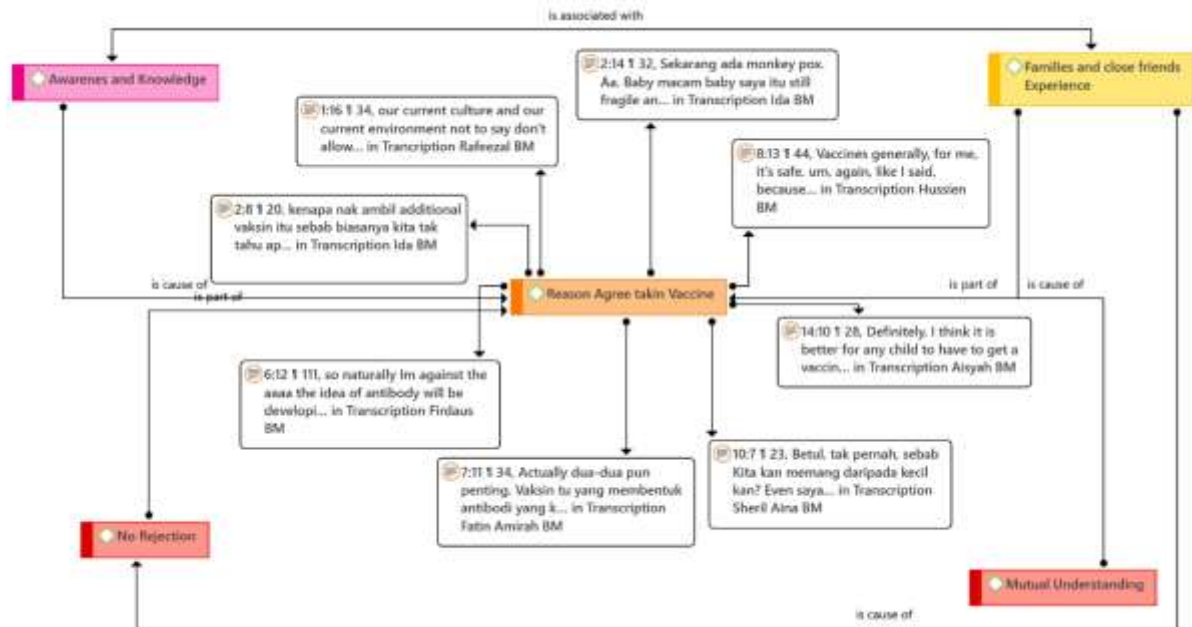 is associated with
Awarenes and Knowledge
2:14 ¶ 32, Sekarang ada monkey pox.
Aa. Baby macam baby saya itu still
fragile an... in Transcription Ida BM
Families and close friends
Experience
1:16 ¶ 34, our current culture and our
current environment not to say don't
allow... in Trancription Rafeezal BM
8:13 ¶ 44, Vaccines generally, for me,
it's safe, um, again, like I said,
because... in Transcription Hussien
BM
2:8 ¶ 20, kenapa nak ambil additional
vaksin itu sebab biasanya kita tak
tahu ap... in Transcription Ida BM
is cause of
is part of
Reason Agree takin Vaccine
is part of
is cause of
14:10 ¶ 28, Definitely, I think it is
better for any child to have to get a
vaccin... in Transcription Aisyah BM
6:12 ¶ 111, so naturally Im against the
aaaa the idea of antibody will be
developi... in Transcription Firdaus
BM
7:11 ¶ 34, Actually dua-dua pun
penting. Vaksin tu yang membentuk
antibodi yang k... in Transcription
Fatin Amirah BM
10:7 ¶ 23, Betul, tak pernah, sebab
Kita kan memang daripada kecil
kan? Even saya... in Transcription
Sheril Aina BM
No Rejection
Mutual Understanding
is cause of